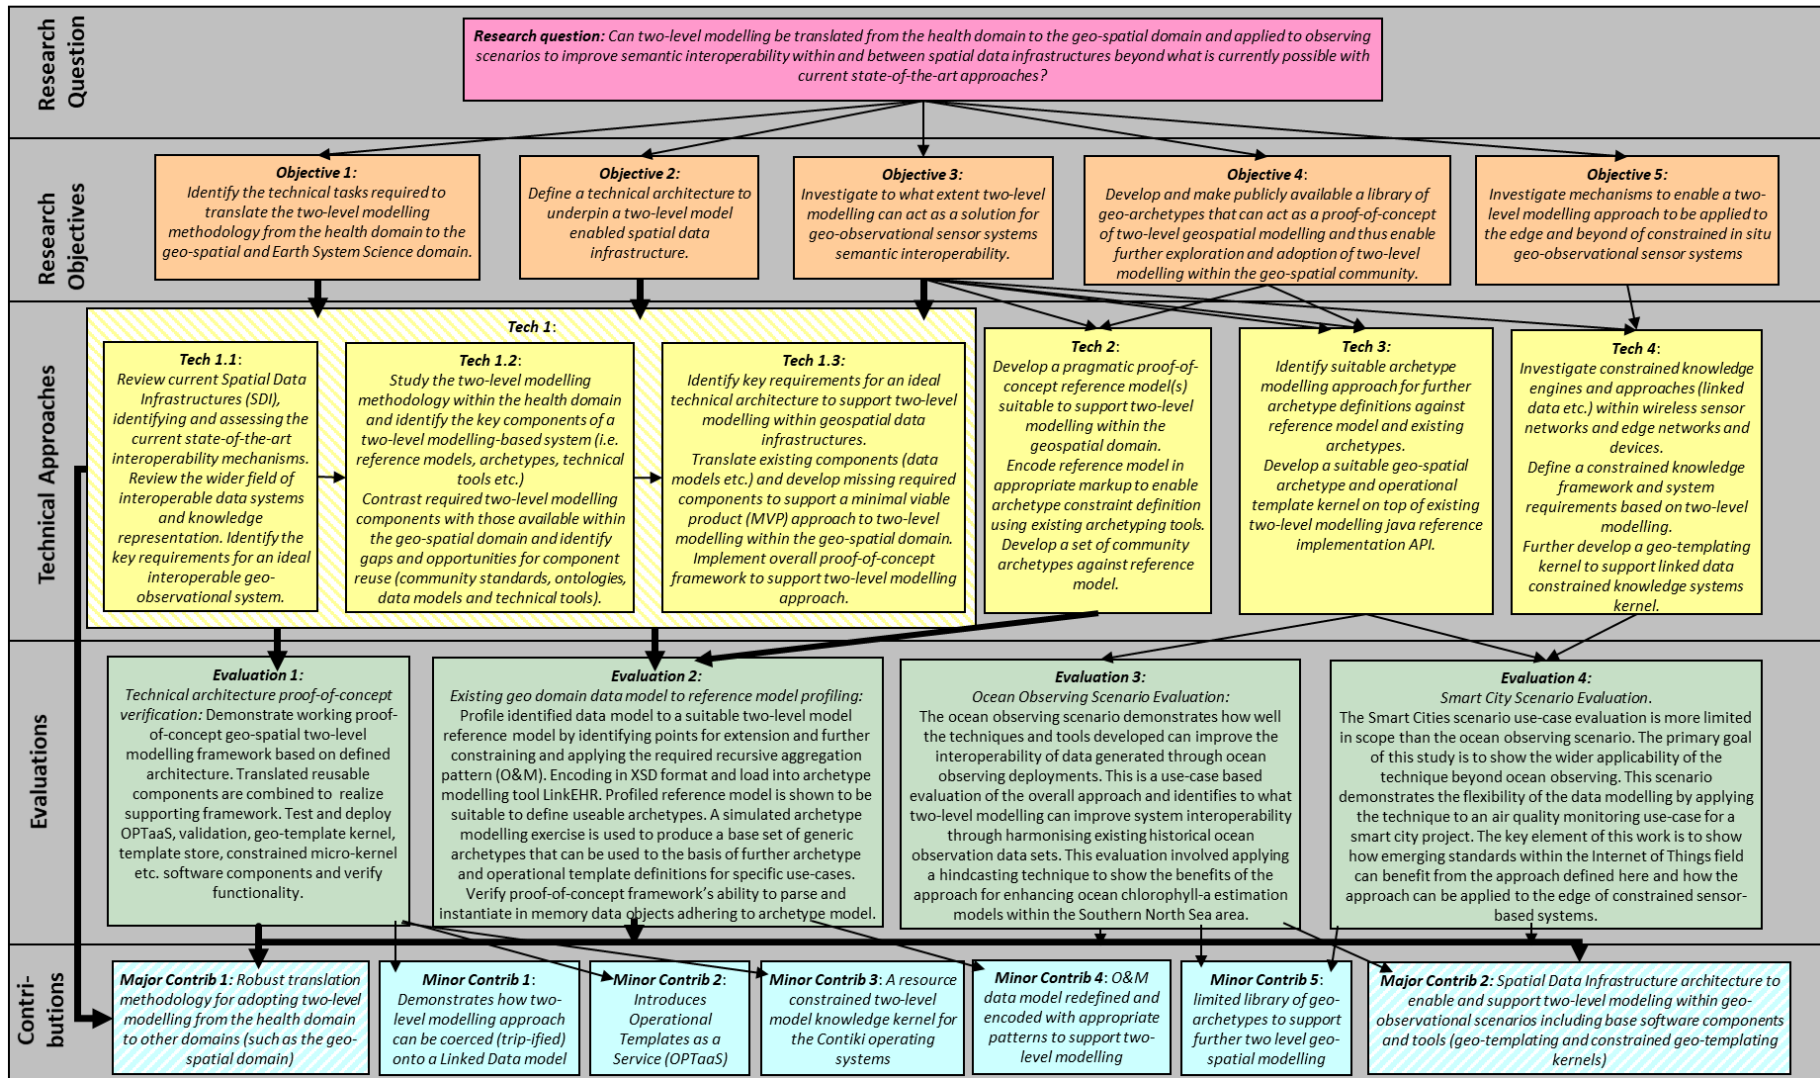 Research
Question
Research question: Can two-level modelling be translated from the health domain to the geo-spatial domain and applied to observing
scenarios to improve semantic interoperability within and between spatial data infrastructures beyond what is currently possible with
current state-of-the-art approaches?
Research
Objectives
Objective 1:
Identify the technical tasks required to
translate the two-level modelling
methodology from the health domain to the
geo-spatial and Earth System Science domain.
Objective 2:
Define a technical architecture to
underpin a two-level model
enabled spatial data
infrastructure.
Objective 3:
Investigate to what extent two-level
modelling can act as a solution for
geo-observational sensor systems
semantic interoperability.
Objective 4:
Develop and make publicly available a library of
geo-archetypes that can act as a proof-of-concept
of two-level geospatial modelling and thus enable
further exploration and adoption of two-level
modelling within the geo-spatial community.
Objective 5:
Investigate mechanisms to enable a two-
level modelling approach to be applied to
the edge and beyond of constrained in situ
geo-observational sensor systems
Technical Approaches
Tech 1:
Tech 1.1:
Review current Spatial Data
Infrastructures (SDI),
identifying and assessing the
current state-of-the-art
interoperability mechanisms.
Review the wider field of
interoperable data systems
and knowledge
representation. Identify the
key requirements for an ideal
interoperable geo-
observational system.
Tech 1.2:
Study the two-level modelling
methodology within the health domain
and identify the key components of a
two-level modelling-based system (i.e.
reference models, archetypes, technical
tools etc.)
Contrast required two-level modelling
components with those available within
the geo-spatial domain and identify
gaps and opportunities for component
reuse (community standards, ontologies,
data models and technical tools).
Tech 1.3:
Identify key requirements for an ideal
technical architecture to support two-level
modelling within geospatial data
infrastructures.
Translate existing components (data
models etc.) and develop missing required
components to support a minimal viable
product (MVP) approach to two-level
modelling within the geo-spatial domain.
Implement overall proof-of-concept
framework to support two-level modelling
approach.
Tech 2:
Develop a pragmatic proof-
of-concept reference model(s)
suitable to support two-level
modelling within the
geospatial domain.
Encode reference model in
appropriate markup to enable
archetype constraint definition
using existing archetyping tools.
Develop a set of community
archetypes against reference
model.
Tech 3:
Identify suitable archetype
modelling approach for further
archetype definitions against
reference model and existing
archetypes.
Develop a suitable geo-spatial
archetype and operational
template kernel on top of existing
two-level modelling java reference
implementation API.
Tech 4:
Investigate constrained knowledge
engines and approaches (linked
data etc.) within wireless sensor
networks and edge networks and
devices.
Define a constrained knowledge
framework and system
requirements based on two-level
modelling.
Further develop a geo-templating
kernel to support linked data
constrained knowledge systems
kernel.
Evaluations
Evaluation 1:
Technical architecture proof-of-concept
verification: Demonstrate working proof-
of-concept geo-spatial two-level
modelling framework based on defined
architecture. Translated reusable
components are combined to realize
supporting framework. Test and deploy
OPTaaS, validation, geo-template kernel,
template store, constrained micro-kernel
etc. software components and verify
functionality.
Evaluation 2:
Existing geo domain data model to reference model profiling:
Profile identified data model to a suitable two-level model
reference model by identifying points for extension and further
constraining and applying the required recursive aggregation
pattern (O&M). Encoding in XSD format and load into archetype
modelling tool LinkEHR. Profiled reference model is shown to be
suitable to define useable archetypes. A simulated archetype
modelling exercise is used to produce a base set of generic
archetypes that can be used to the basis of further archetype
and operational template definitions for specific use-cases.
Verify proof-of-concept framework's ability to parse and
instantiate in memory data objects adhering to archetype model.
Evaluation 3:
Ocean Observing Scenario Evaluation:
The ocean observing scenario demonstrates how well
the techniques and tools developed can improve the
interoperability of data generated through ocean
observing deployments. This is a use-case based
evaluation of the overall approach and identifies to what
two-level modelling can improve system interoperability
through harmonising existing historical ocean
observation data sets. This evaluation involved applying
a hindcasting technique to show the benefits of the
approach for enhancing ocean chlorophyll-a estimation
models within the Southern North Sea area.
Evaluation 4:
Smart City Scenario Evaluation.
The Smart Cities scenario use-case evaluation is more limited
in scope than the ocean observing scenario. The primary
goal of this study is to show the wider applicability of the
technique beyond ocean observing. This scenario
demonstrates the flexibility of the data modelling by applying
the technique to an air quality monitoring use-case for a
smart city project. The key element of this work is to show
how emerging standards within the Internet of Things field
can benefit from the approach defined here and how the
approach can be applied to the edge of constrained sensor-
based systems.
Contri-
butions
Major Contrib 1: Robust translation
methodology for adopting two-level
modelling from the health domain
to other domains (such as the geo-
spatial domain)
Minor Contrib 1:
Demonstrates how two-
level modelling approach
can be coerced (trip-ified)
onto a Linked Data model
Minor Contrib 2:
Introduces
Operational
Templates as a
Service (OPTaaS)
Minor Contrib 3: A resource
constrained two-level
model knowledge kernel for
the Contiki operating
systems
Minor Contrib 4: O&M
data model redefined and
encoded with appropriate
patterns to support two-
level modelling
Minor Contrib 5:
limited library of geo-
archetypes to support
further two level geo-
spatial modelling
Major Contrib 2: Spatial Data Infrastructure architecture to
enable and support two-level modeling within geo-
observational scenarios including base software components
and tools (geo-templating and constrained geo-templating
kernels)